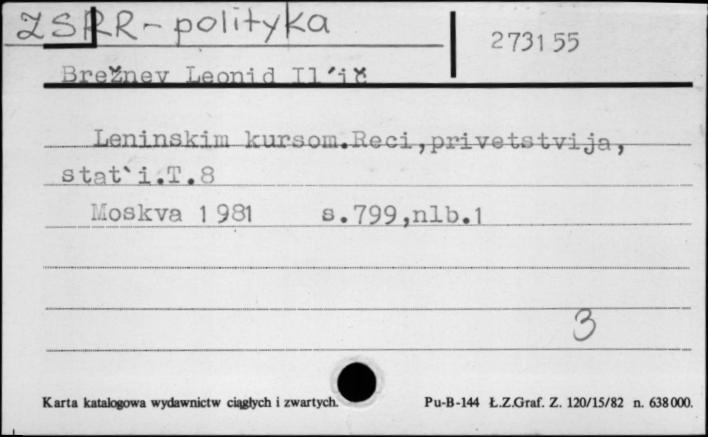 ZSRR - polityka
273155
Brežnev Leonid Il'ič
Leninskim kursom.Reci,privetstvija,
stat`i.T.8
Moskva 1981 s.799,nlb.1
3
Karta katalogowa wydawnictw ciągłych i zwartych.
Pu-B-144 Ł.Z.Graf. Z. 120/15/82 n. 638000.